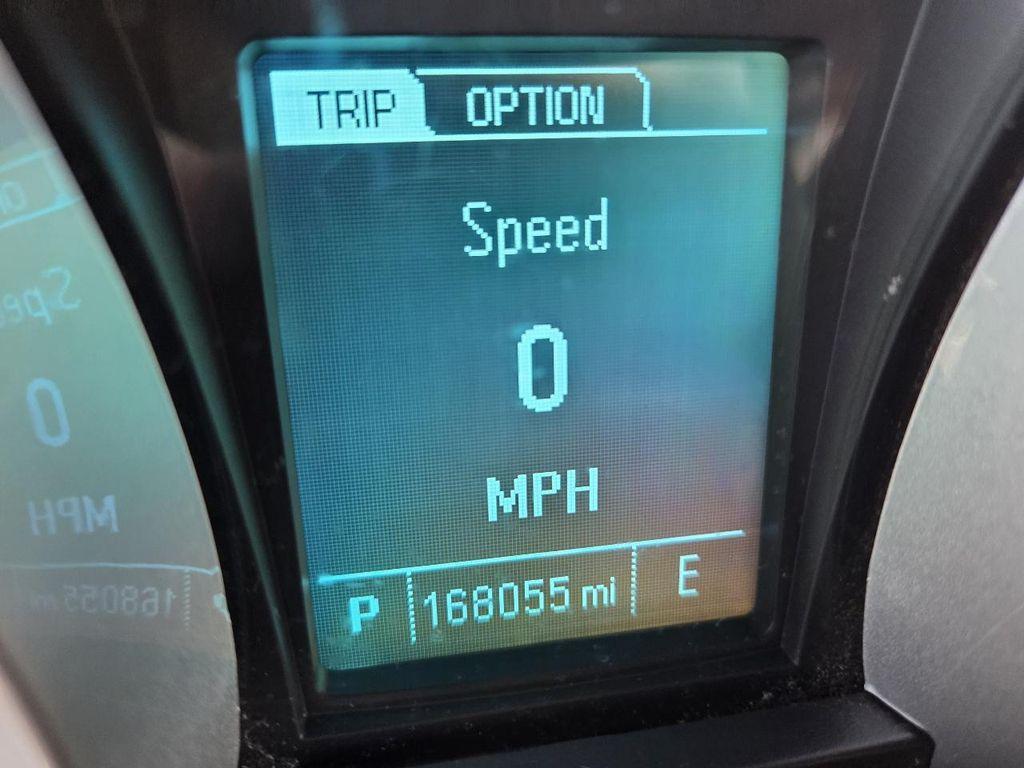 TRIP OPTION
Speed
0
MPH
P 168055 mi E